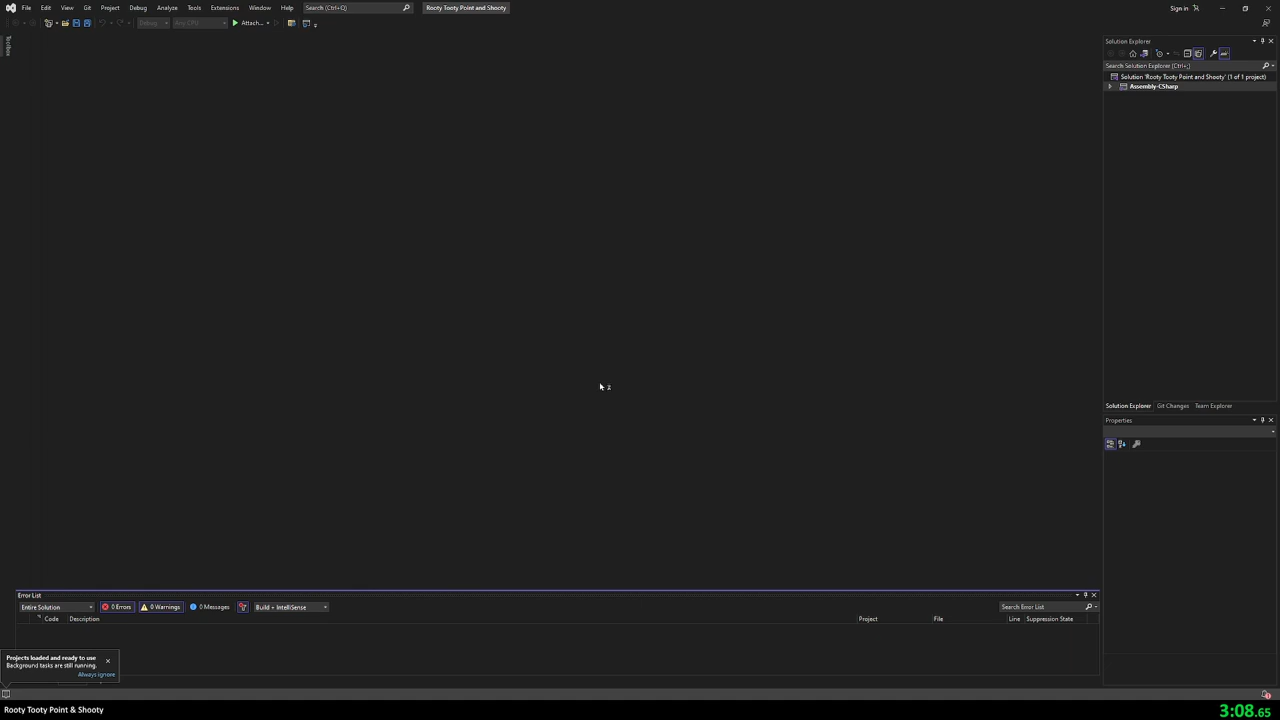 File Edit View Git Project Debug Analyze Tools Extensions Window Help Search (Ctrl+Q) Rooty Tooty Point and Shooty Sign in
Debug Any CPU Attach...
Toolbox
Solution Explorer
Search Solution Explorer (Ctrl+;)
Solution 'Rooty Tooty Point and Shooty' (1 of 1 project)
Assembly-CSharp
Solution Explorer Git Changes Team Explorer
Properties
Error List
Entire Solution 0 Errors 0 Warnings 0 Messages Build + IntelliSense Search Error List
Code Description Project File Line Suppression State
Projects loaded and ready to use
Background tasks are still running.
Always ignore
Rooty Tooty Point & Shooty 3:08.65